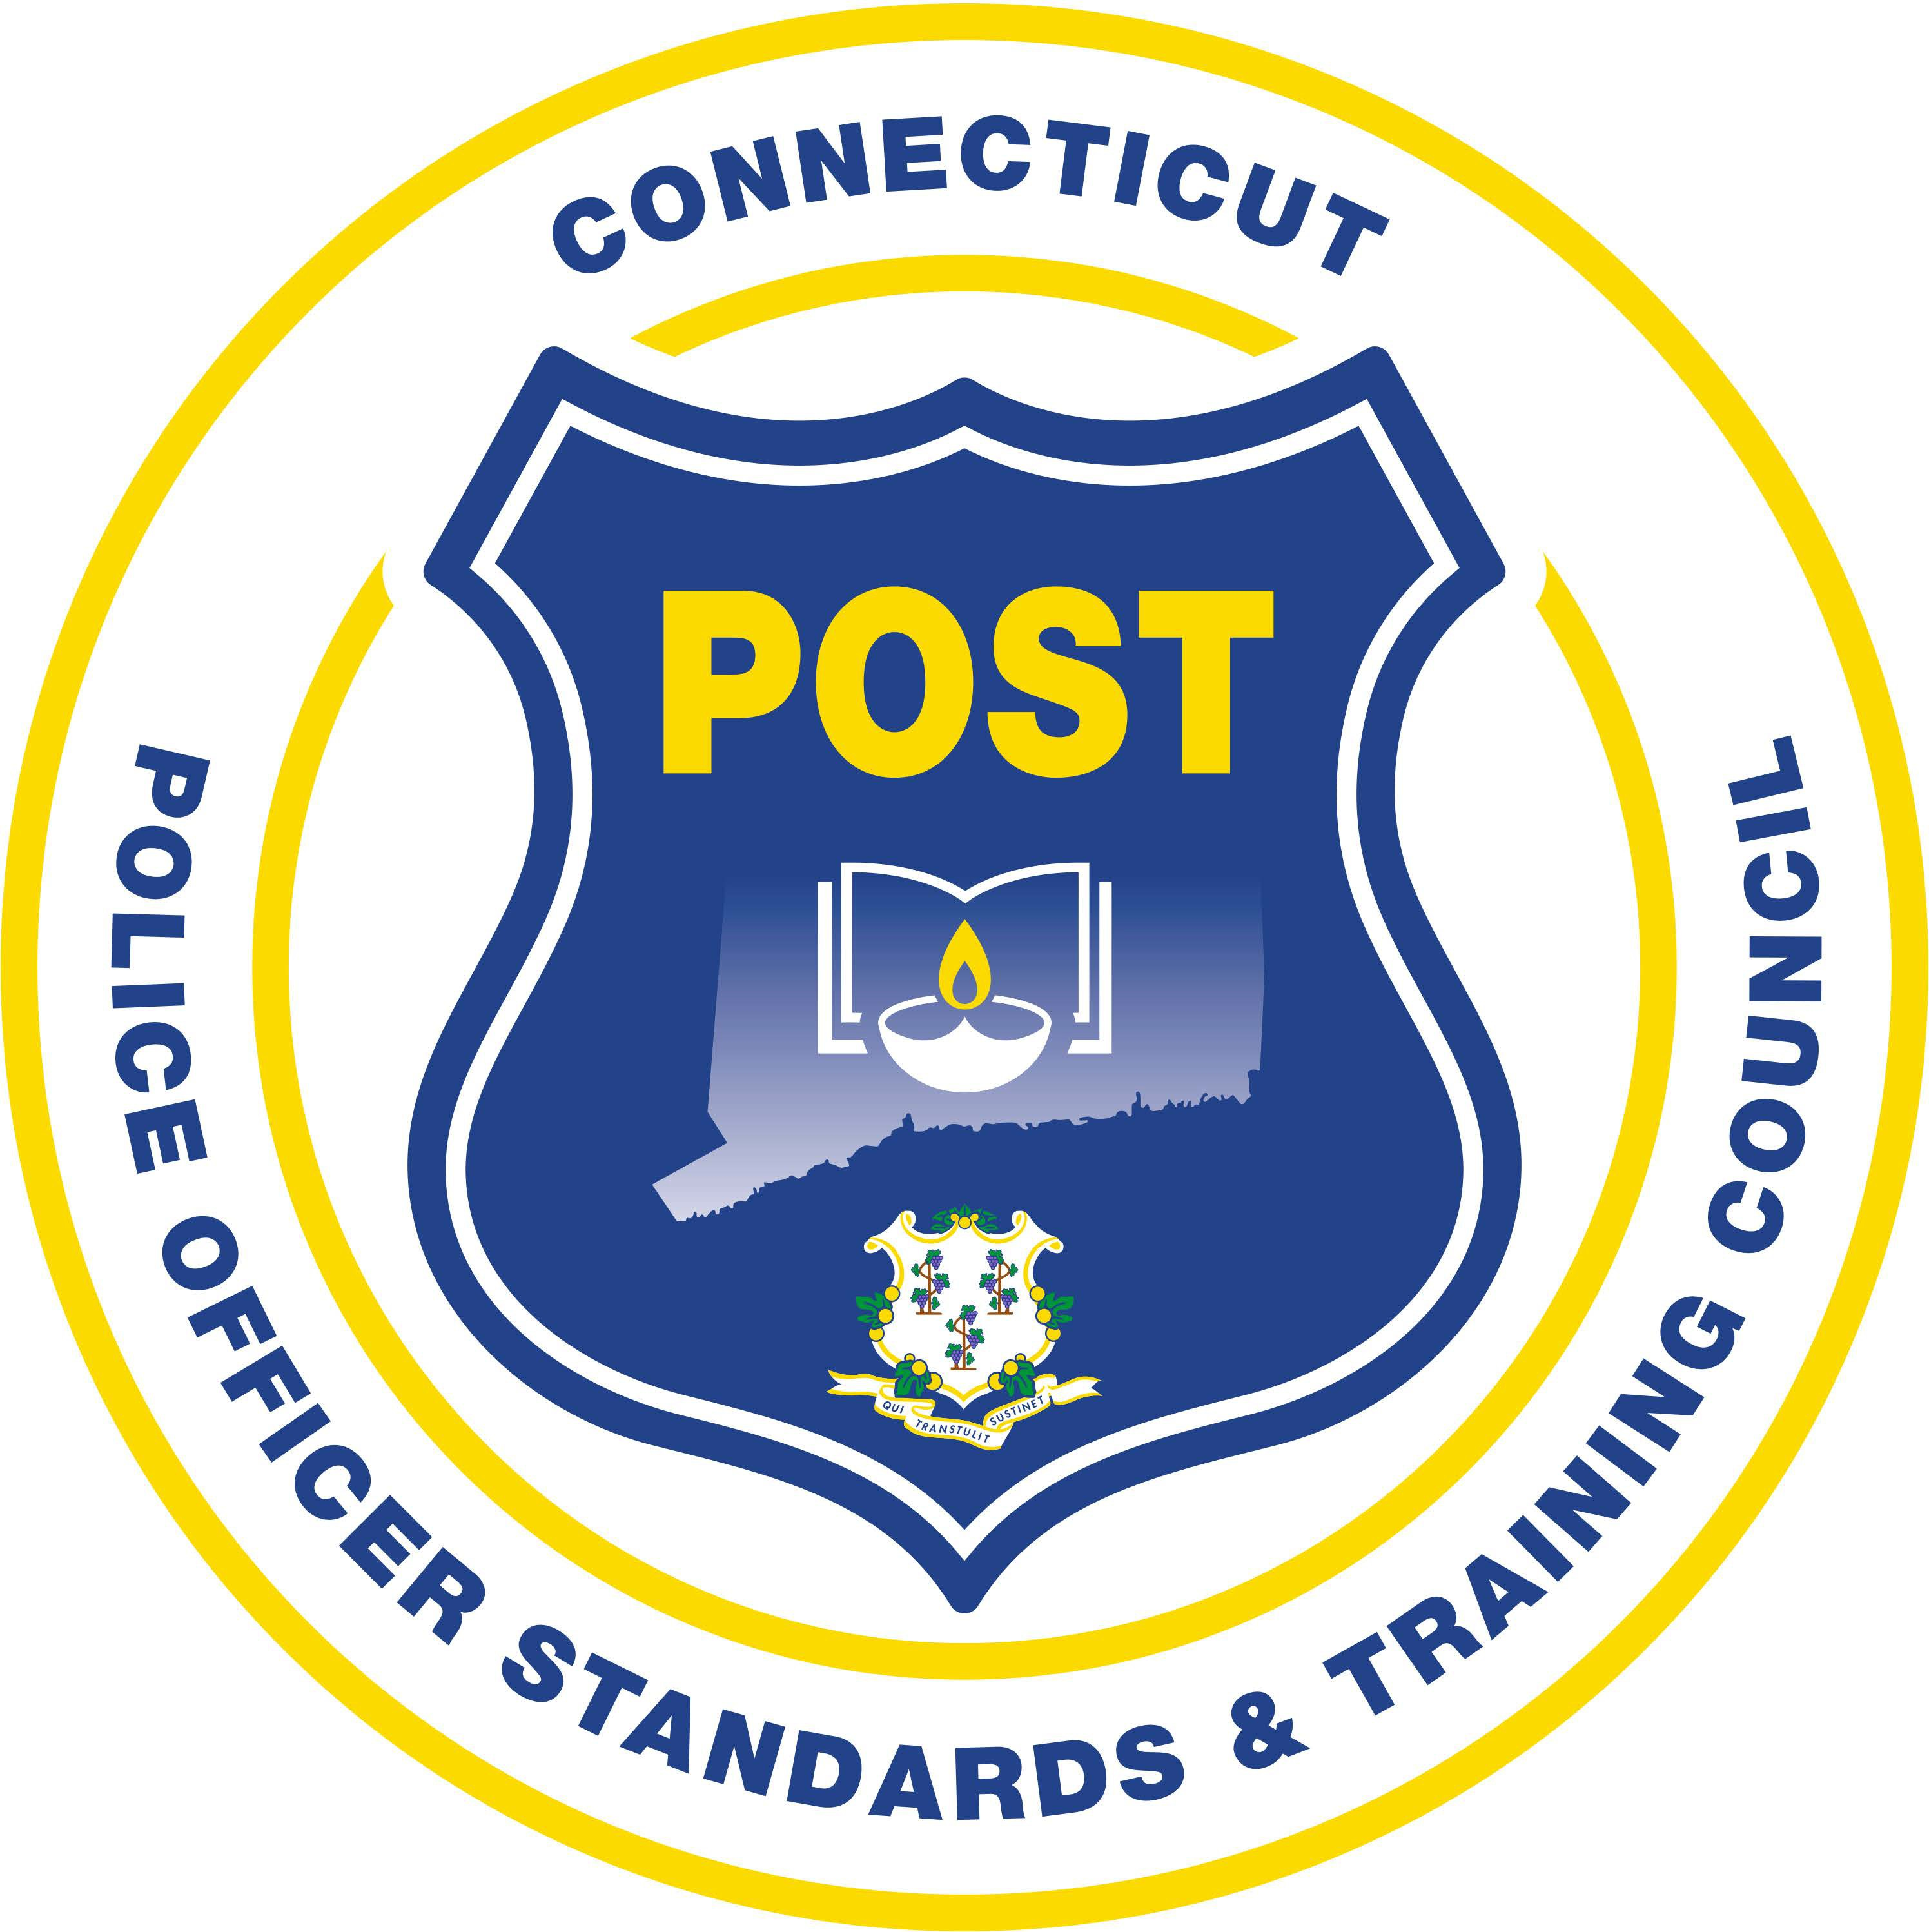 CONNECTICUT
POST
QUI TRANSTULIT SUSTINET
POLICE OFFICER STANDARDS & TRAINING COUNCIL